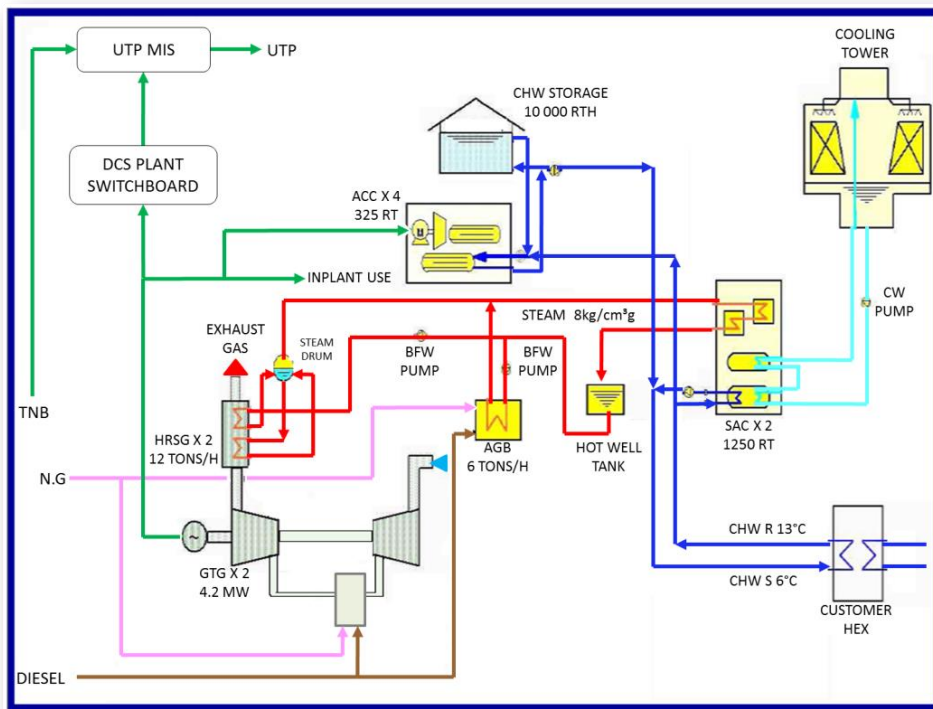 UTP MIS
UTP
COOLING
TOWER
CHW STORAGE
10 000 RTH
DCS PLANT
SWITCHBOARD
ACC X 4
325 RT
INPLANT USE
STEAM 8kg/cm³g
CW
PUMP
EXHAUST
GAS
STEAM
DRUM
BFW
PUMP
BFW
PUMP
TNB
HRSG X 2
12 TONS/H
AGB
6 TONS/H
HOT WELL
TANK
SAC X 2
1250 RT
N.G
CHW R 13°C
GTG X 2
4.2 MW
CHW S 6°C
CUSTOMER
HEX
DIESEL